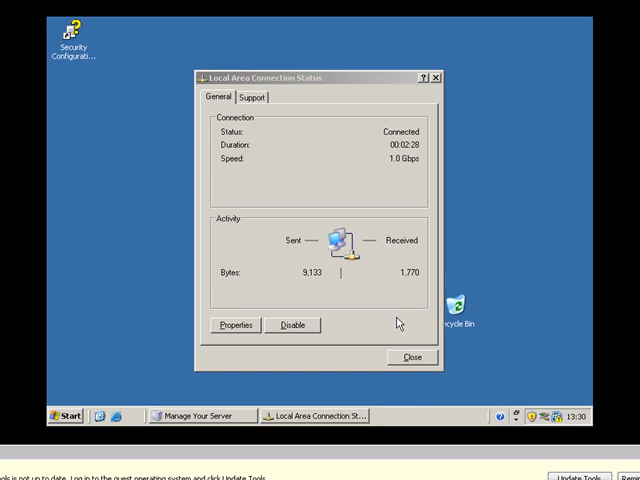 Security
Configurati...
Local Area Connection Status
General
Support
Connection
Status: Connected
Duration: 00:02:28
Speed: 1.0 Gbps
Activity
Sent
Received
Bytes: 9,133 1,770
Properties
Disable
ecycle Bin
Close
Start
Manage Your Server
Local Area Connection St...
13:30
ols is not up to date. Log in to the guest operating system and click Update Tools.
Update Tools
Remin